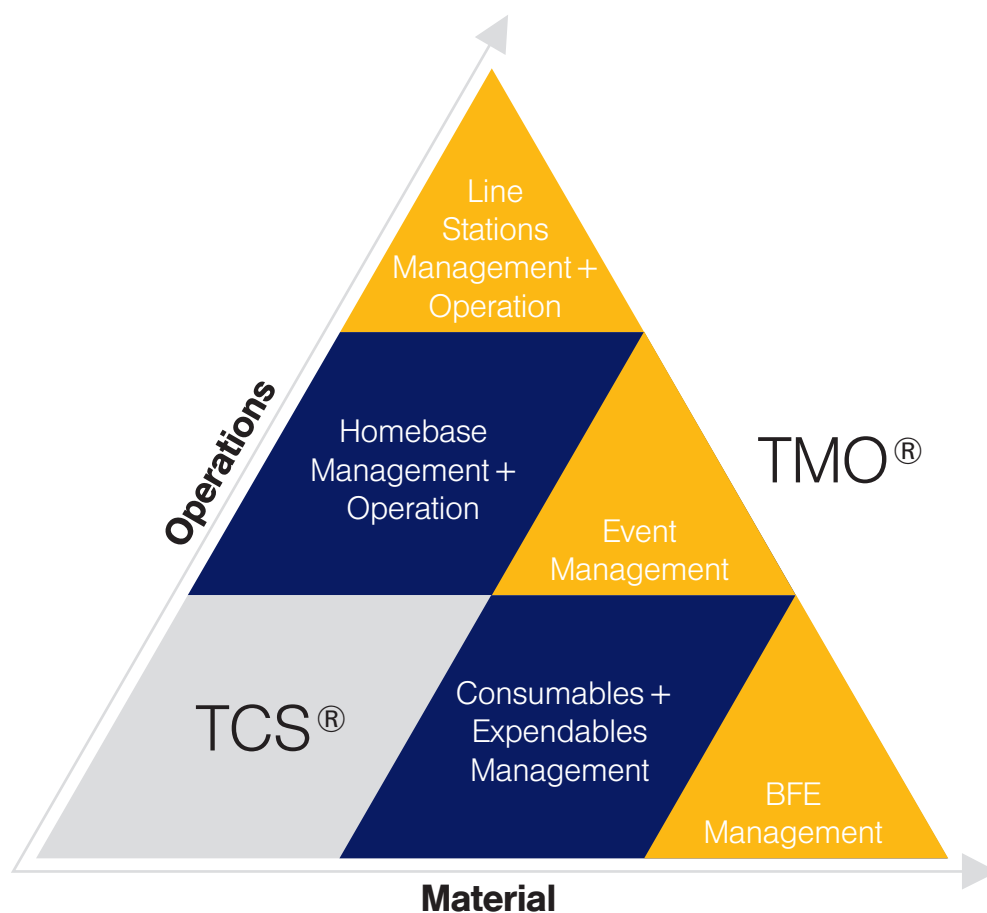 Line
Stations
Management +
Operation
Operations
Homebase
Management +
Operation
TMO®
Event
Management
TCS®
Consumables +
Expendables
Management
BFE
Management
Material